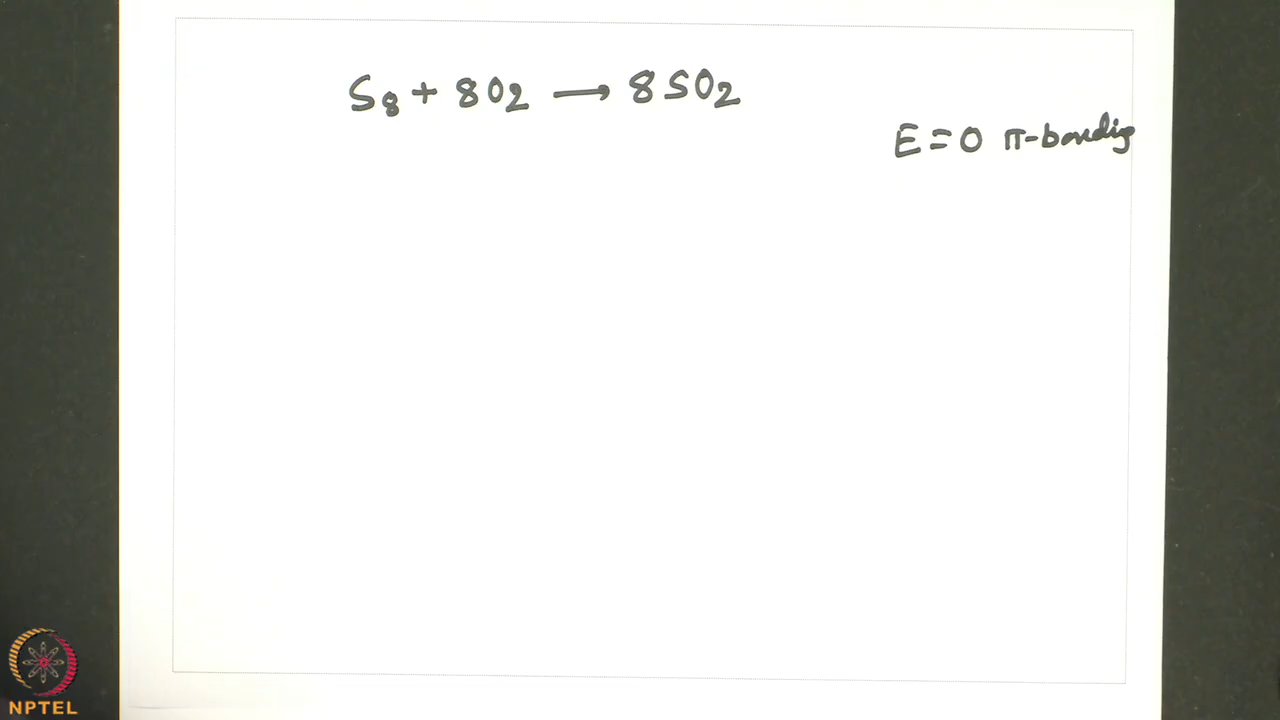 S8 + 8O2 → 8SO2
E=O π-bonding
NPTEL